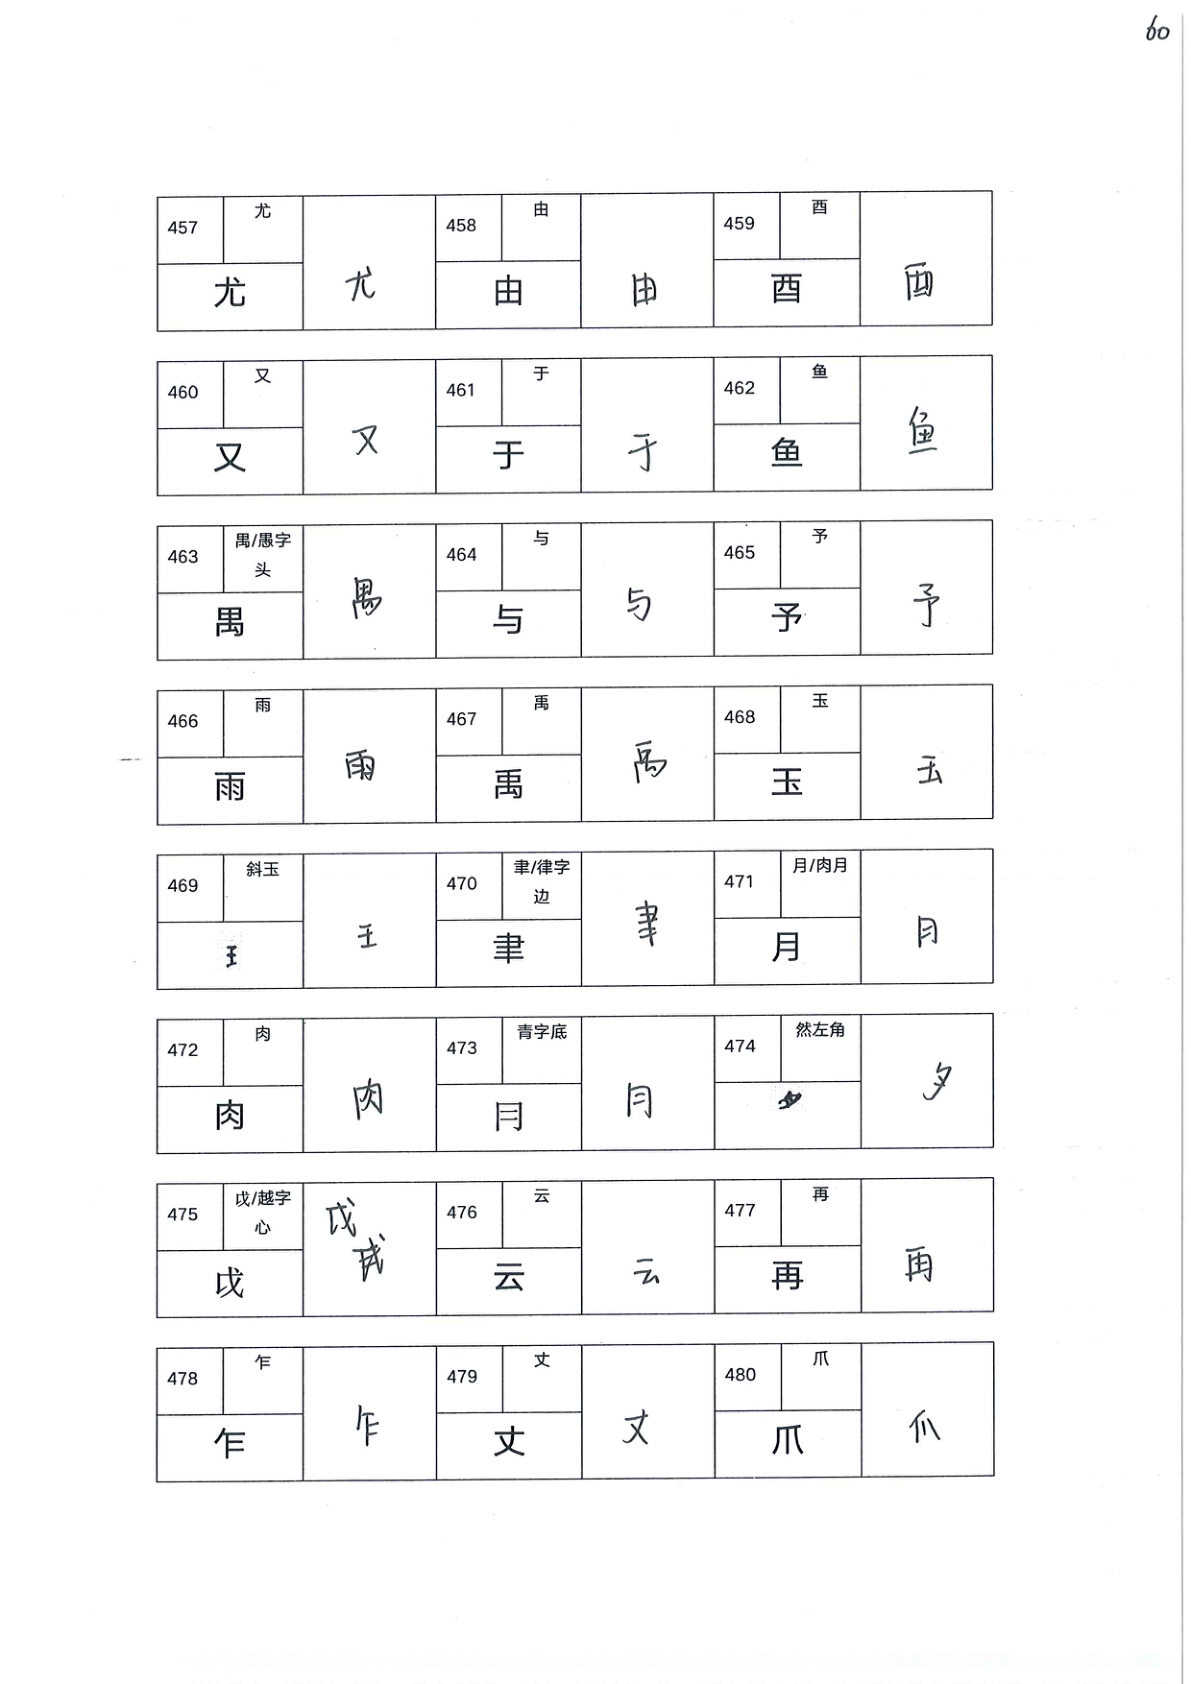 60
457 尤 尤 尤
458 由 由 由
459 酉 酉 酉
460 又 又 又
461 于 于 于
462 鱼 鱼 鱼
463 禺/愚字头 禺 禺
464 与 与 与
465 予 予 予
466 雨 雨 雨
467 禹 禹 禹
468 玉 玉 玉
469 斜玉 王 王
470 聿/律字边 聿 聿
471 月/肉月 月 月
472 肉 肉 肉
473 青字底 円 月
474 然左角 夕
475 戉/越字心 戉 戉
476 云 云 云
477 再 再 再
478 乍 乍 乍
479 丈 丈 丈
480 爪 爪 爪